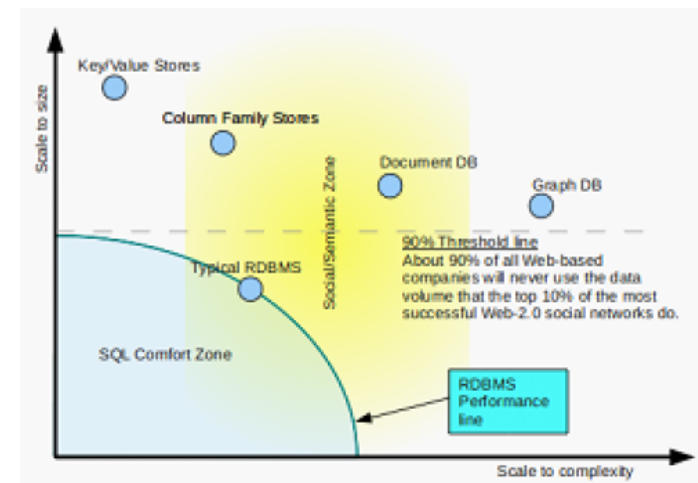 Key/Value Stores
Scale to size
Column Family Stores
Social/Semantic Zone
Document DB
Graph DB
90% Threshold line
About 90% of all Web-based
companies will never use the data
volume that the top 10% of the most
successful Web-2.0 social networks do.
Typical RDBMS
SQL Comfort Zone
RDBMS
Performance
line
Scale to complexity